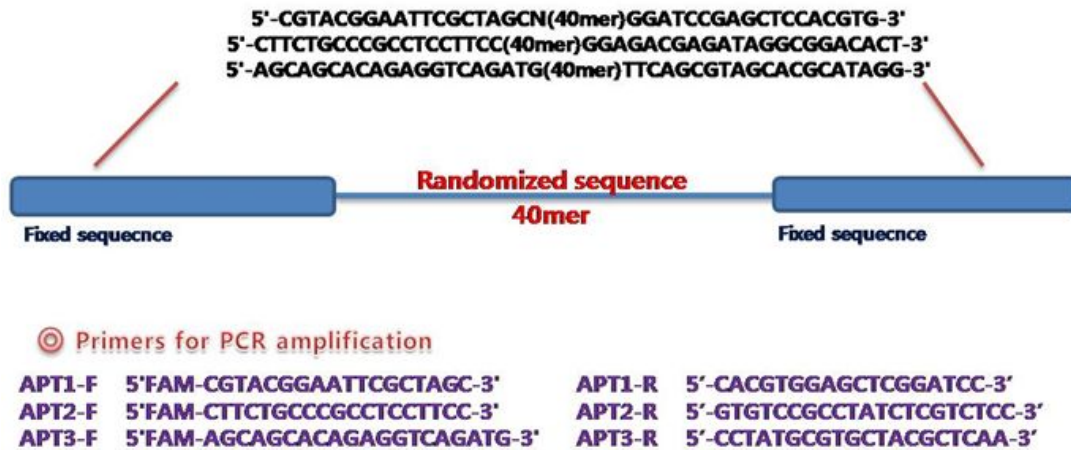 5'-CGTACGGAATTCGCTAGCN(40mer)GGATCCGAGCTCCACGTG-3'
5'-CTTCTGCCCGCCTCCTTCC(40mer)GGAGACGAGATAGGCGGACACT-3'
5'-AGCAGCACAGAGGTCAGATG(40mer)TTCAGCGTAGCACGCATAGG-3'
Randomized sequence
40mer
Fixed sequecnce
Fixed sequecnce
◎ Primers for PCR amplification
APT1-F 5'FAM-CGTACGGAATTCGCTAGC-3' APT1-R 5′-CACGTGGAGCTCGGATCC-3′
APT2-F 5'FAM-CTTCTGCCCGCCTCCTTCC-3' APT2-R 5′-GTGTCCGCCTATCTCGTCTCC-3′
APT3-F 5'FAM-AGCAGCACAGAGGTCAGATG-3' APT3-R 5′-CCTATGCGTGCTACGCTCAA-3′